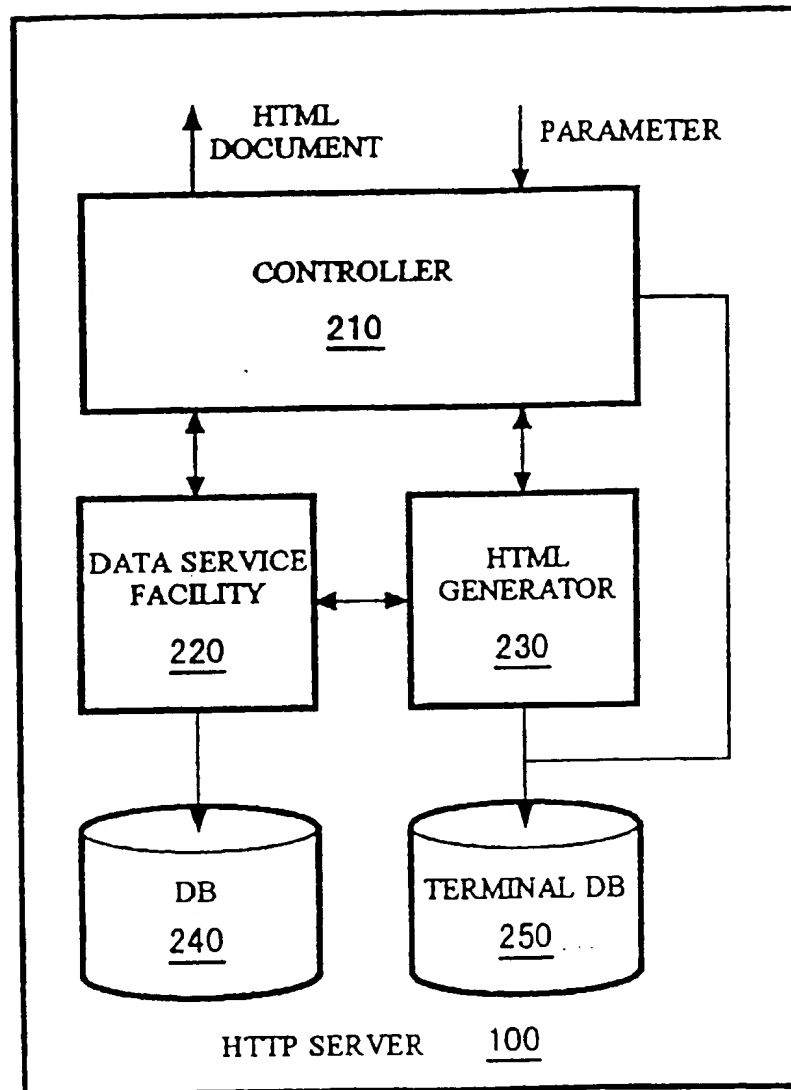 HTML
DOCUMENT
PARAMETER
CONTROLLER
210
DATA SERVICE
FACILITY
220
HTML
GENERATOR
230
DB
240
TERMINAL DB
250
HTTP SERVER 100